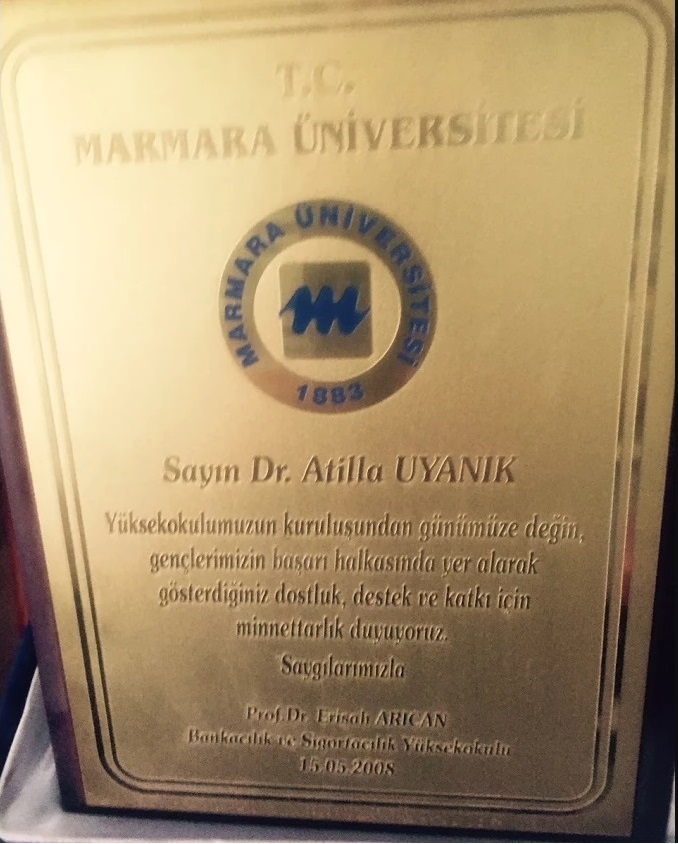 T.C.
MARMARA ÜNİVERSİTESİ
MARMARA ÜNİVERSİTESİ
m
1883
Sayın Dr. Atilla UYANIK
Yüksekokulumuzun kuruluşundan günümüze değin,
gençlerimizin başarı halkasında yer alarak
gösterdiğiniz dostluk, destek ve katkı için
minnettarlık duyuyoruz.
Saygılarımızla
Prof.Dr. Erişah ARICAN
Bankacılık ve Sigortacılık Yüksekokulu
15.05.2008